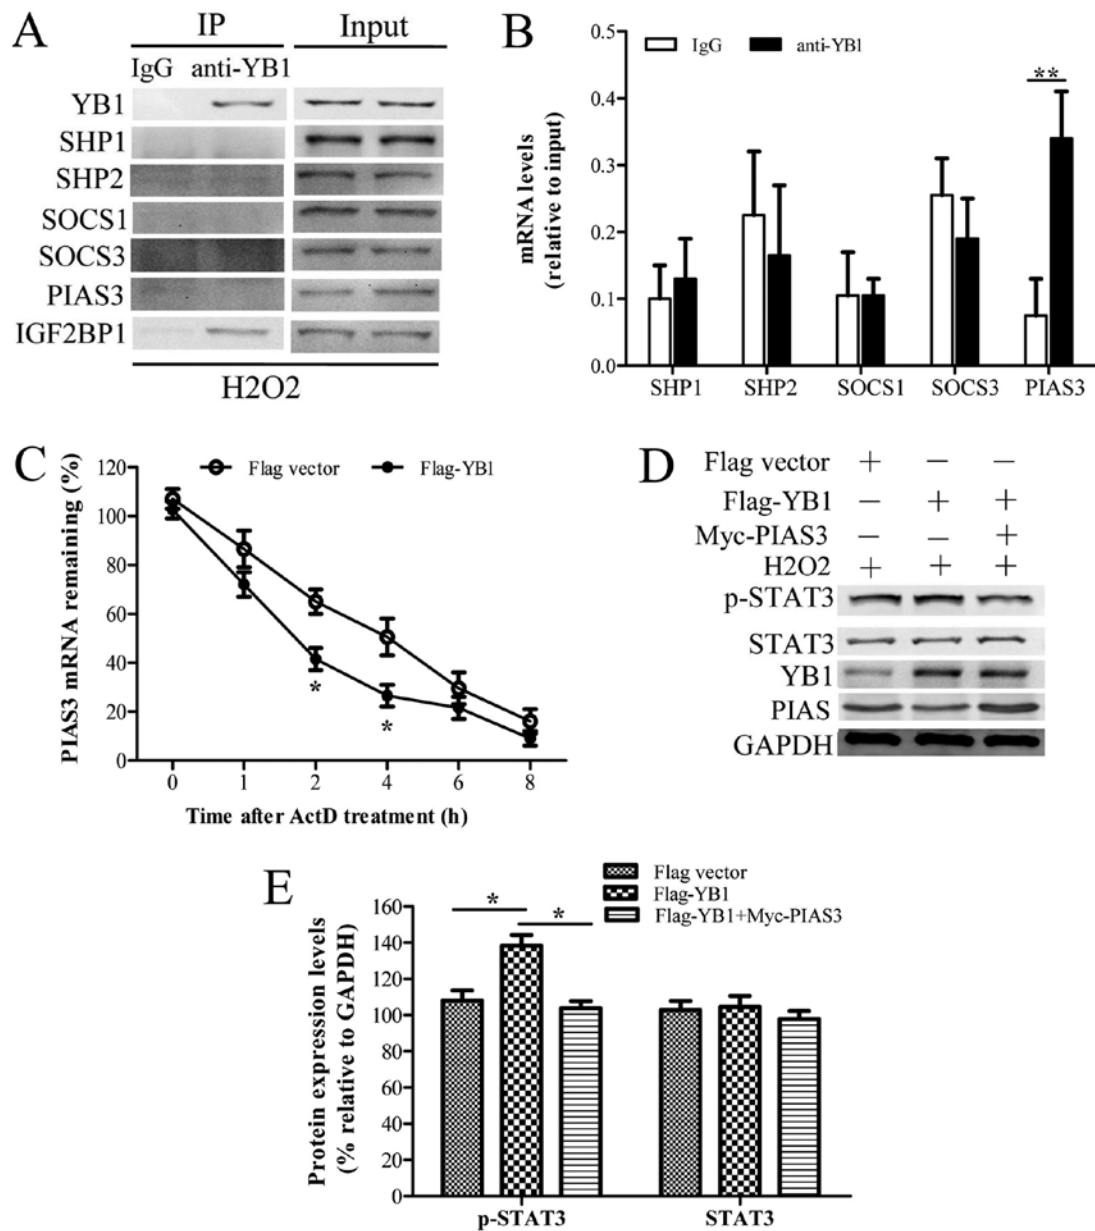 A
IP Input
IgG anti-YB1
YB1
SHP1
SHP2
SOCS1
SOCS3
PIAS3
IGF2BP1
H2O2
B
IgG anti-YB1
**
mRNA levels
(relative to input)
0.5
0.4
0.3
0.2
0.1
0.0
SHP1 SHP2 SOCS1 SOCS3 PIAS3
C
Flag vector Flag-YB1
PIAS3 mRNA remaining (%)
120
100
80
60
40
20
0
* *
0 1 2 4 6 8
Time after ActD treatment (h)
D
Flag vector + − −
Flag-YB1 − + +
Myc-PIAS3 − − +
H2O2 + + +
p-STAT3
STAT3
YB1
PIAS
GAPDH
E
Flag vector
Flag-YB1
Flag-YB1+Myc-PIAS3
* *
Protein expression levels
(% relative to GAPDH)
160
140
120
100
80
60
40
20
0
p-STAT3 STAT3